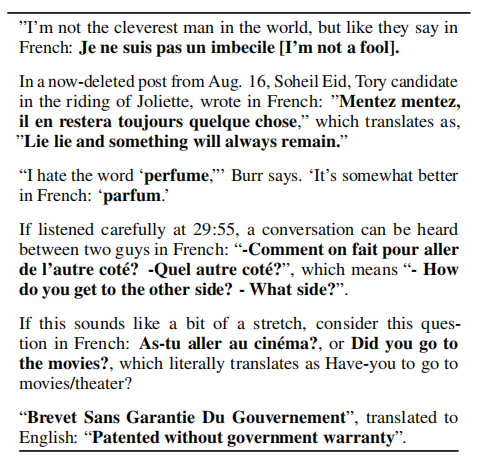 ”I'm not the cleverest man in the world, but like they say in
French: Je ne suis pas un imbecile [I'm not a fool].
In a now-deleted post from Aug. 16, Soheil Eid, Tory candidate
in the riding of Joliette, wrote in French: ”Mentez mentez,
il en restera toujours quelque chose,” which translates as,
”Lie lie and something will always remain.”
“I hate the word ‘perfume,”’ Burr says. ‘It's somewhat better
in French: ‘parfum.’
If listened carefully at 29:55, a conversation can be heard
between two guys in French: “-Comment on fait pour aller
de l'autre coté? -Quel autre coté?”, which means “- How
do you get to the other side? - What side?”.
If this sounds like a bit of a stretch, consider this ques-
tion in French: As-tu aller au cinéma?, or Did you go to
the movies?, which literally translates as Have-you to go to
movies/theater?
“Brevet Sans Garantie Du Gouvernement”, translated to
English: “Patented without government warranty”.